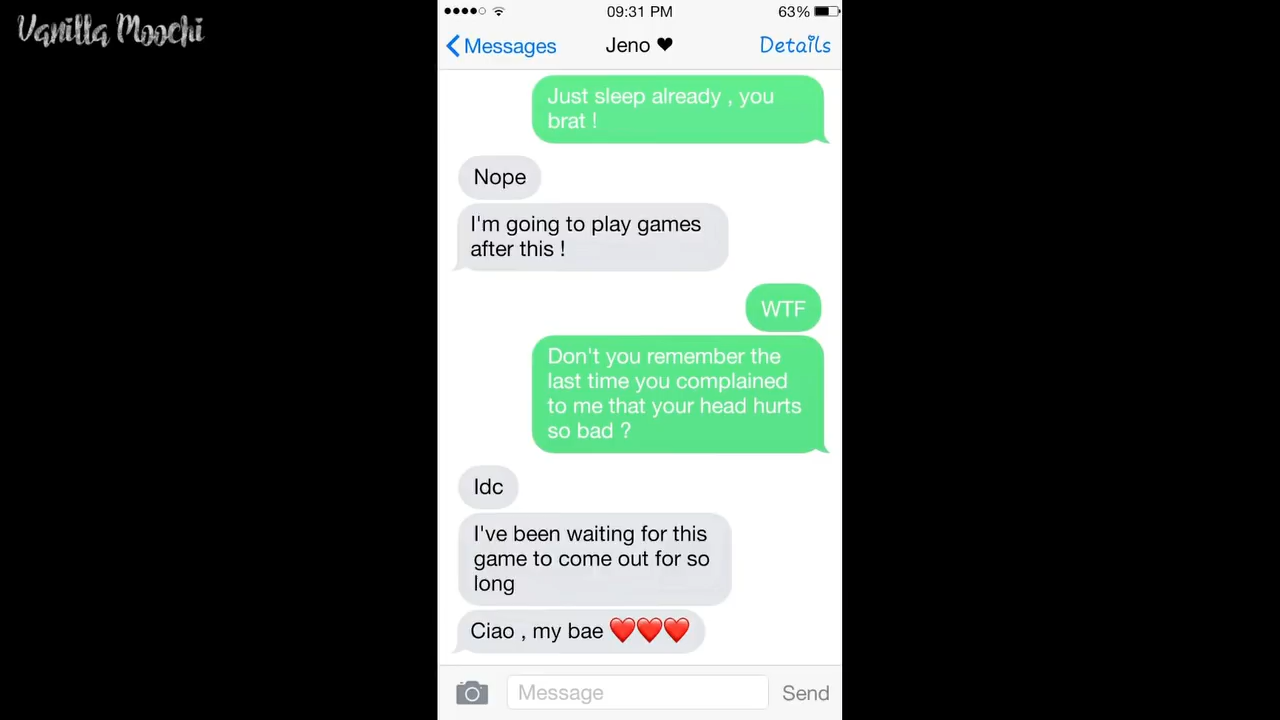 Vanilla Moochi
09:31 PM
63%
Messages
Jeno ♥
Details
Just sleep already , you
brat !
Nope
I'm going to play games
after this !
WTF
Don't you remember the
last time you complained
to me that your head hurts
so bad ?
Idc
I've been waiting for this
game to come out for so
long
Ciao , my bae ❤️❤️❤️
Message
Send